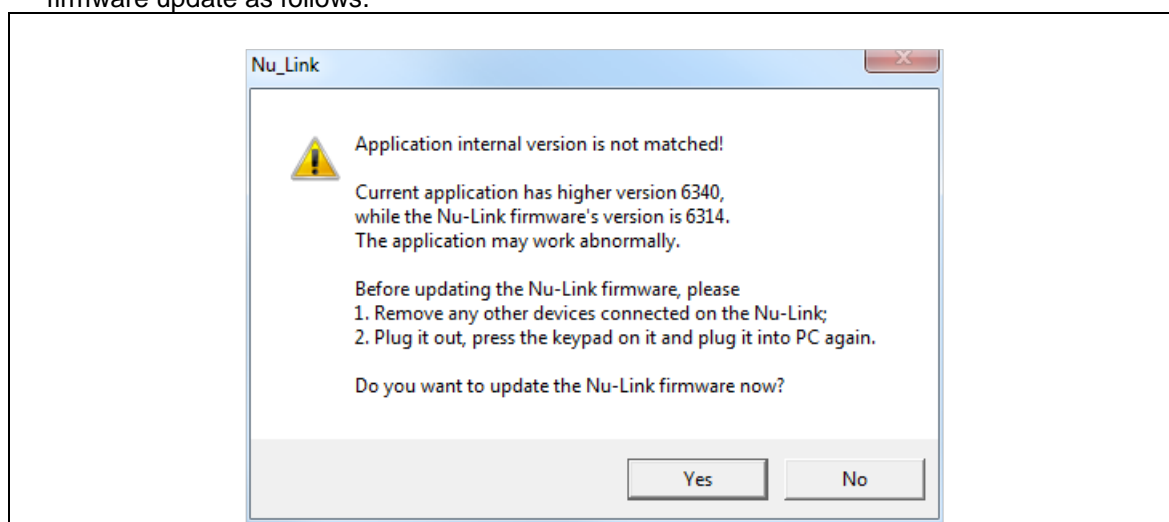 firmware update as follows:
Nu_Link
Application internal version is not matched!
Current application has higher version 6340,
while the Nu-Link firmware's version is 6314.
The application may work abnormally.
Before updating the Nu-Link firmware, please
1. Remove any other devices connected on the Nu-Link;
2. Plug it out, press the keypad on it and plug it into PC again.
Do you want to update the Nu-Link firmware now?
Yes No